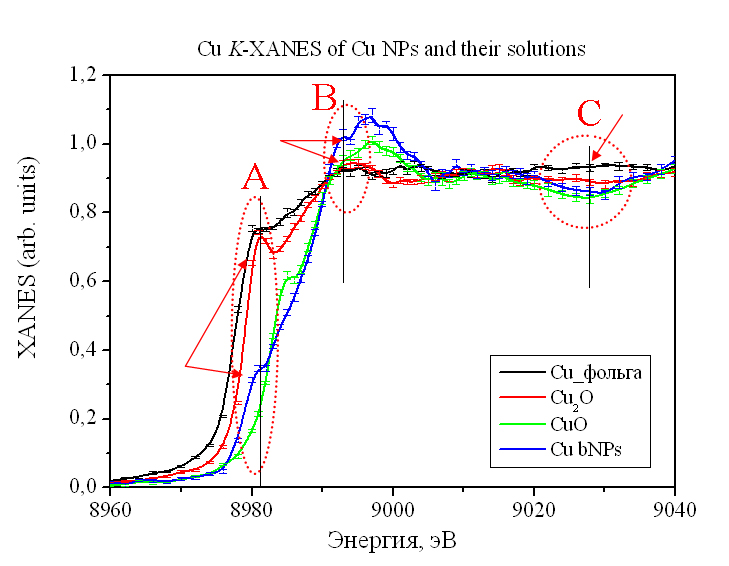 Cu K-XANES of Cu NPs and their solutions
XANES (arb. units)
1,2
1,0
0,8
0,6
0,4
0,2
0,0
A
B
C
Cu_фольга
Cu₂O
CuO
Cu bNPs
8960 8980 9000 9020 9040
Энергия, эВ